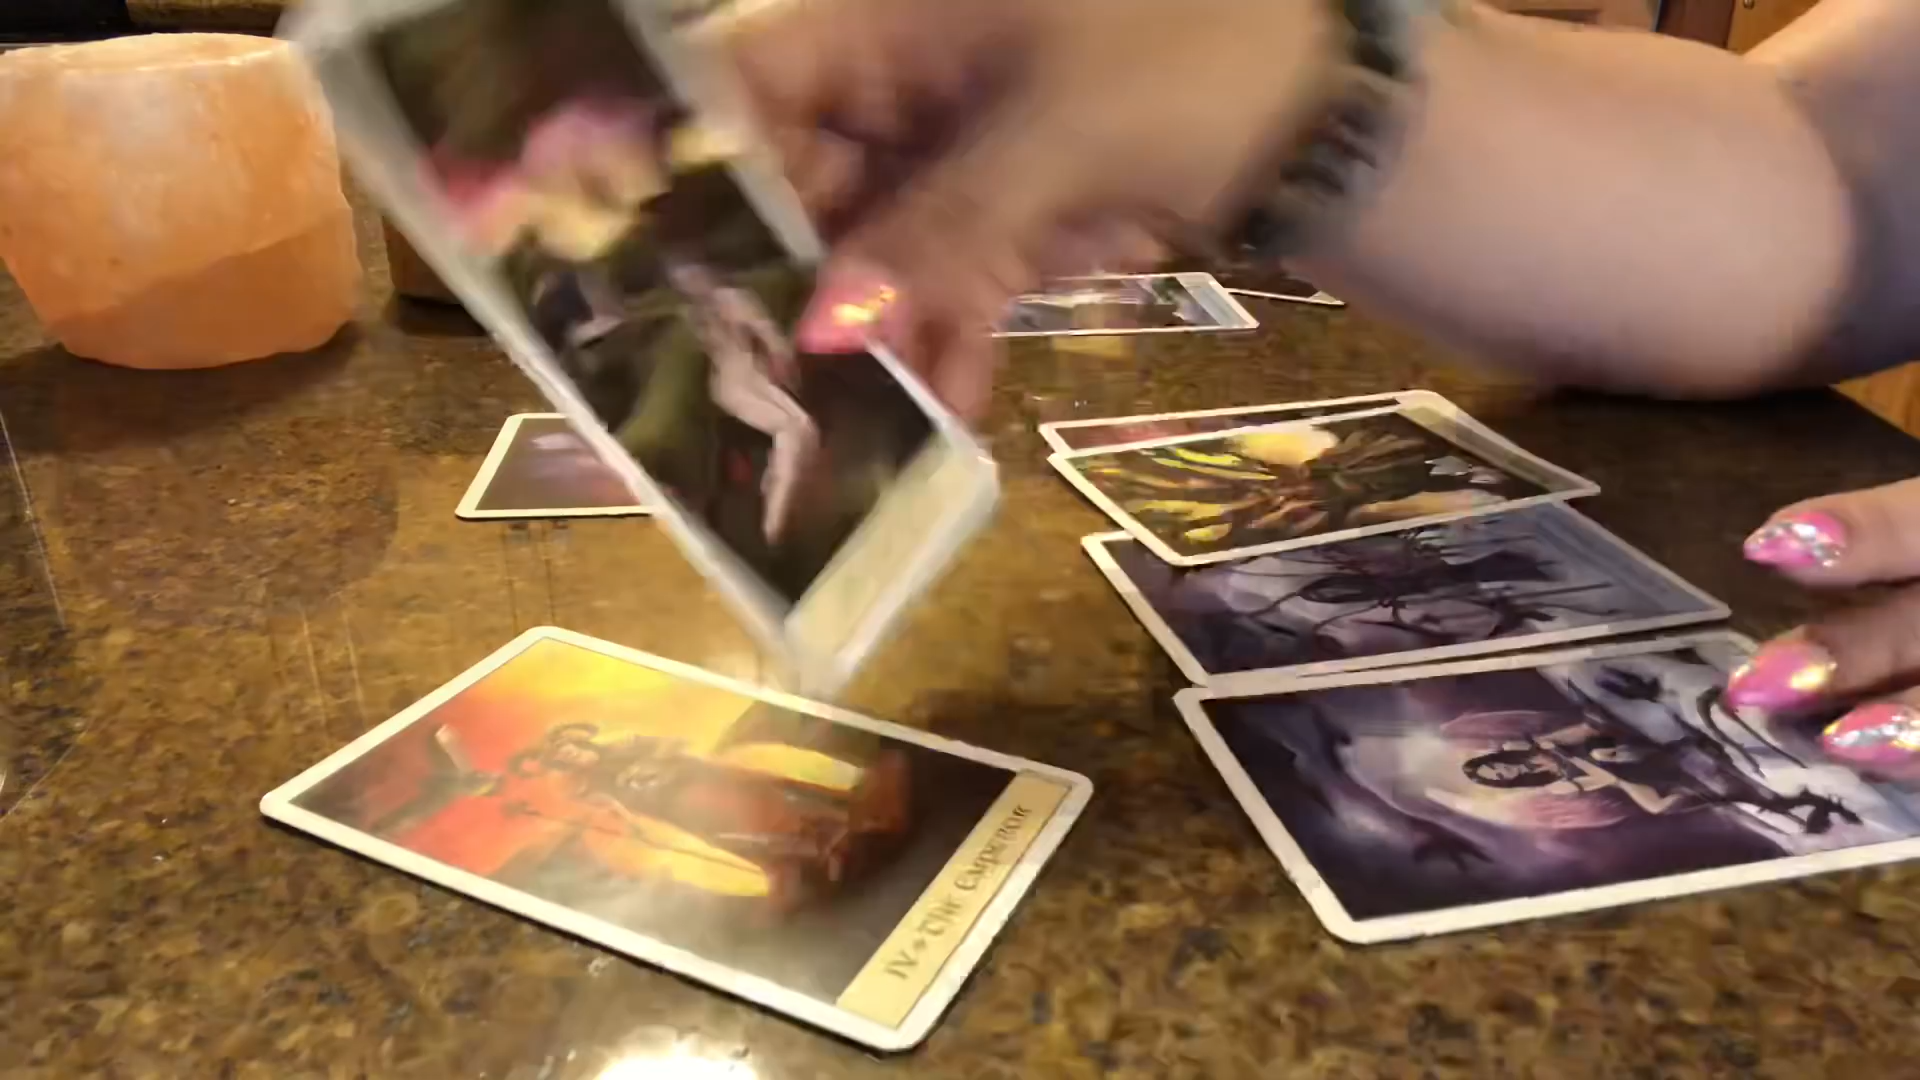 IV • THE EMPEROR